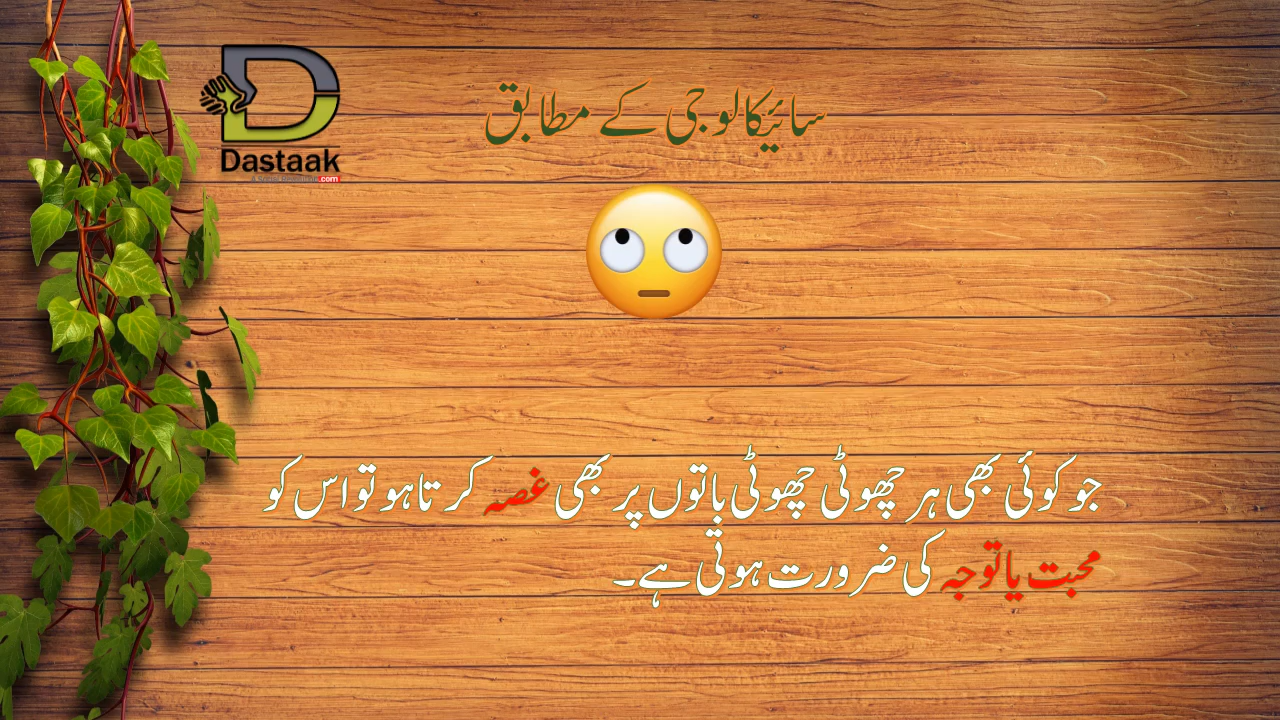 Dastaak
.com
سائیکالوجی کے مطابق
جو کوئی بھی ہر چھوٹی چھوٹی باتوں پر بھی غصہ کرتا ہو تو اس کو
محبت یا توجہ کی ضرورت ہوتی ہے۔